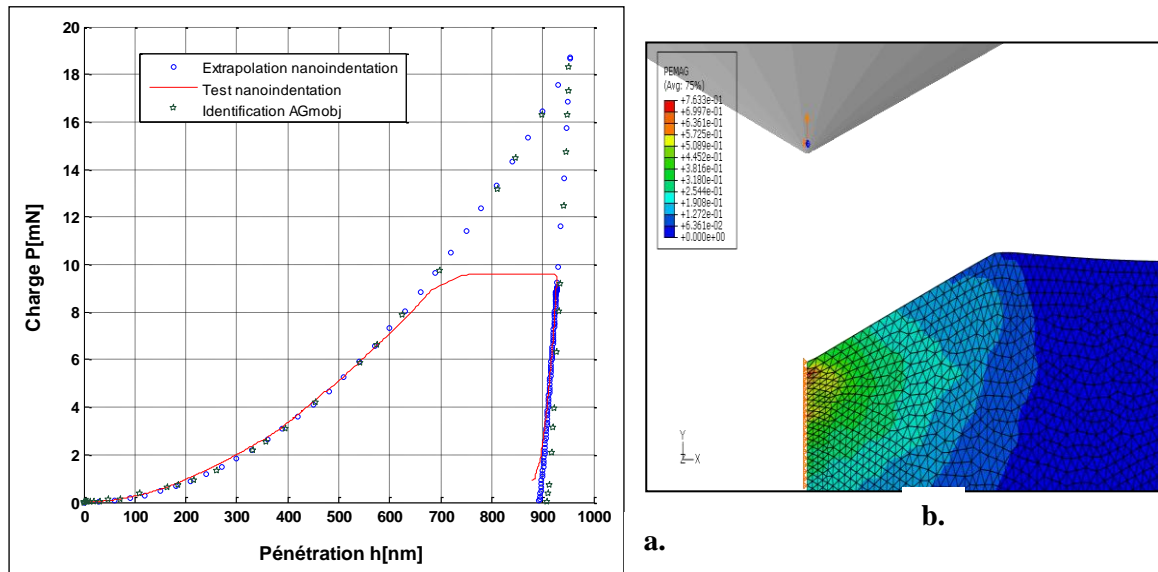 20
18
16
14
12
10
8
6
4
2
0
0 100 200 300 400 500 600 700 800 900 1000
Charge P[mN]
Pénétration h[nm]
Extrapolation nanoindentation
Test nanoindentation
Identification AGmobj
a.
PEMAG
(Avg: 75%)
+7.633e-01
+6.997e-01
+6.361e-01
+5.725e-01
+5.089e-01
+4.452e-01
+3.816e-01
+3.180e-01
+2.544e-01
+1.908e-01
+1.272e-01
+6.361e-02
+0.000e+00
Y
Z X
b.